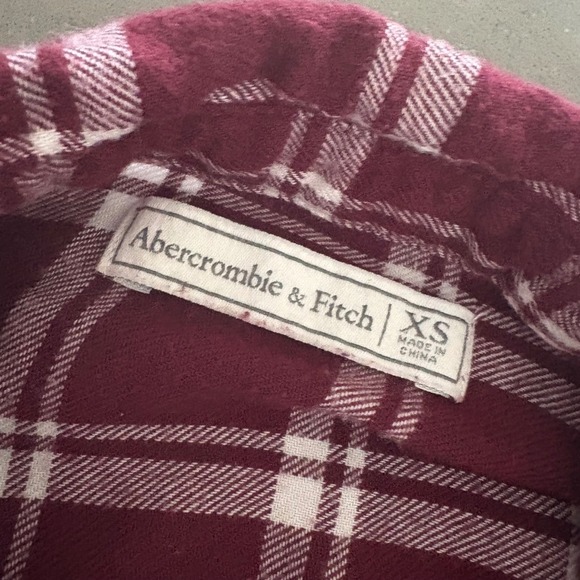 Abercrombie & Fitch
XS
MADE IN
CHINA